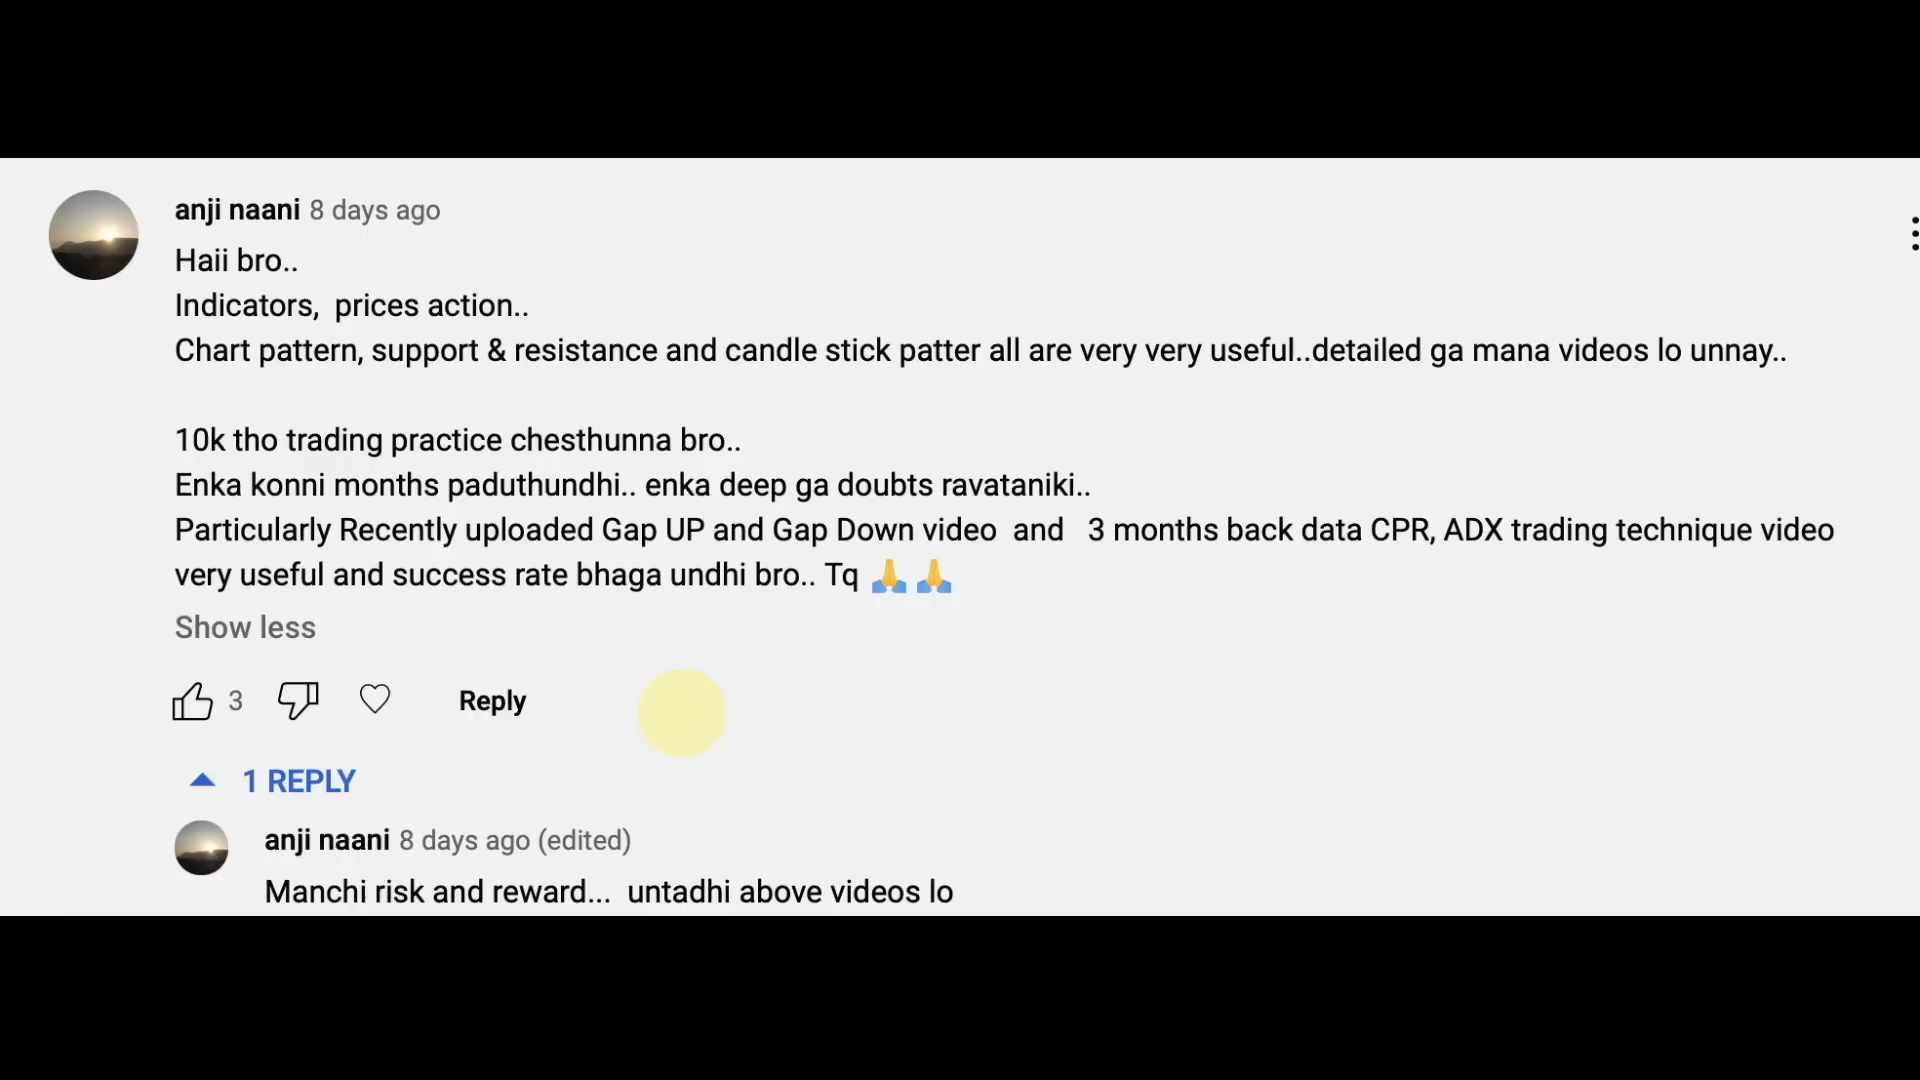 anji naani 8 days ago
Haii bro..
Indicators,  prices action..
Chart pattern, support & resistance and candle stick patter all are very very useful..detailed ga mana videos lo unnay..
10k tho trading practice chesthunna bro..
Enka konni months paduthundhi.. enka deep ga doubts ravataniki..
Particularly Recently uploaded Gap UP and Gap Down video  and   3 months back data CPR, ADX trading technique video
very useful and success rate bhaga undhi bro.. Tq 🙏 🙏
Show less
3 Reply
1 REPLY
anji naani 8 days ago (edited)
Manchi risk and reward...  untadhi above videos lo